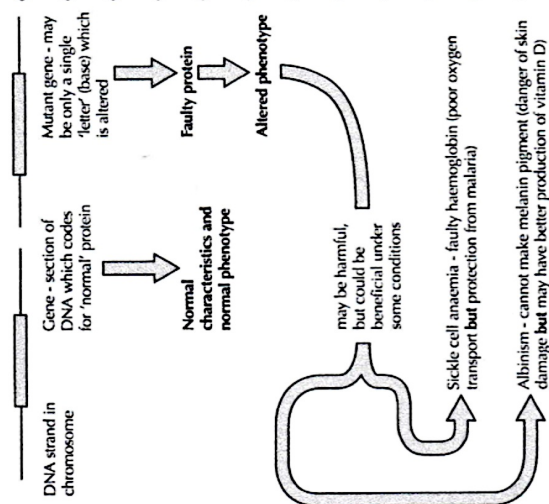 DNA strand in
chromosome
Gene - section of
DNA which codes
for 'normal' protein
Normal
characteristics and
normal phenotype
Mutant gene - may
be only a single
'letter' (base) which
is altered
Faulty protein
Altered phenotype
may be harmful,
but could be
beneficial under
some conditions
Sickle cell anaemia - faulty haemoglobin (poor oxygen
transport but protection from malaria)
Albinism - cannot make melanin pigment (danger of skin
damage but may have better production of vitamin D)